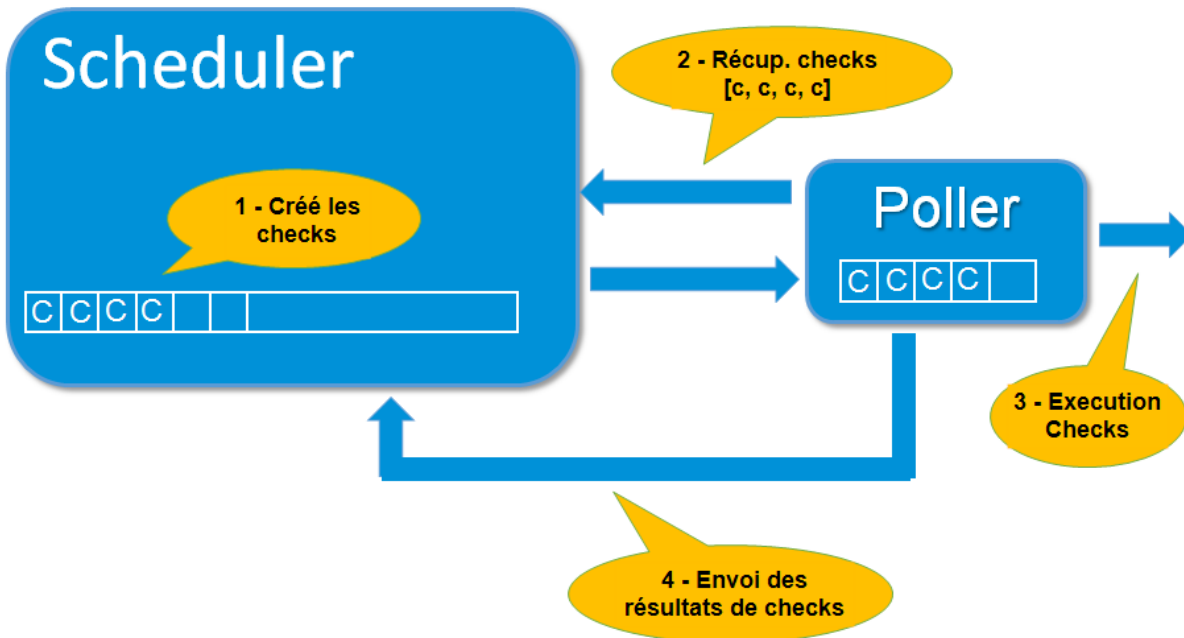 Scheduler
2 - Récup. checks
[c, c, c, c]
1 - Créé les
checks
C C C C
Poller
C C C C
3 - Execution
Checks
4 - Envoi des
résultats de checks